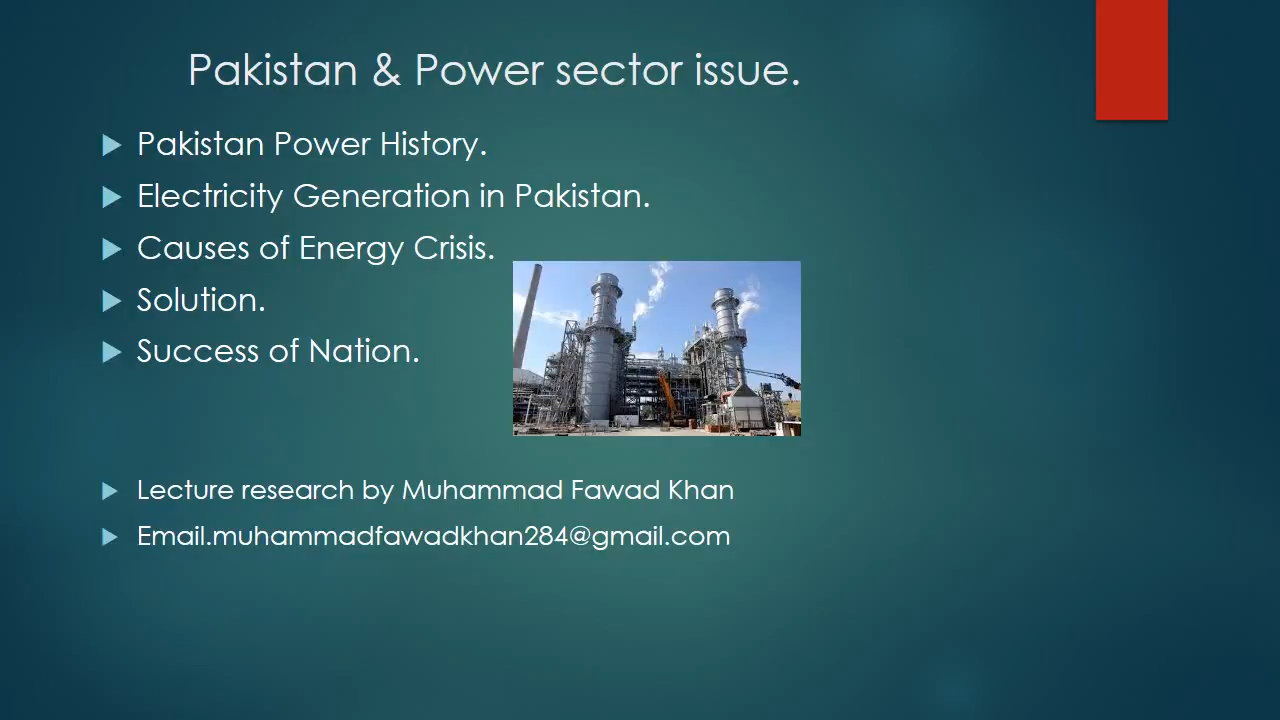 Pakistan & Power sector issue.
Pakistan Power History.
Electricity Generation in Pakistan.
Causes of Energy Crisis.
Solution.
Success of Nation.
Lecture research by Muhammad Fawad Khan
Email.muhammadfawadkhan284@gmail.com